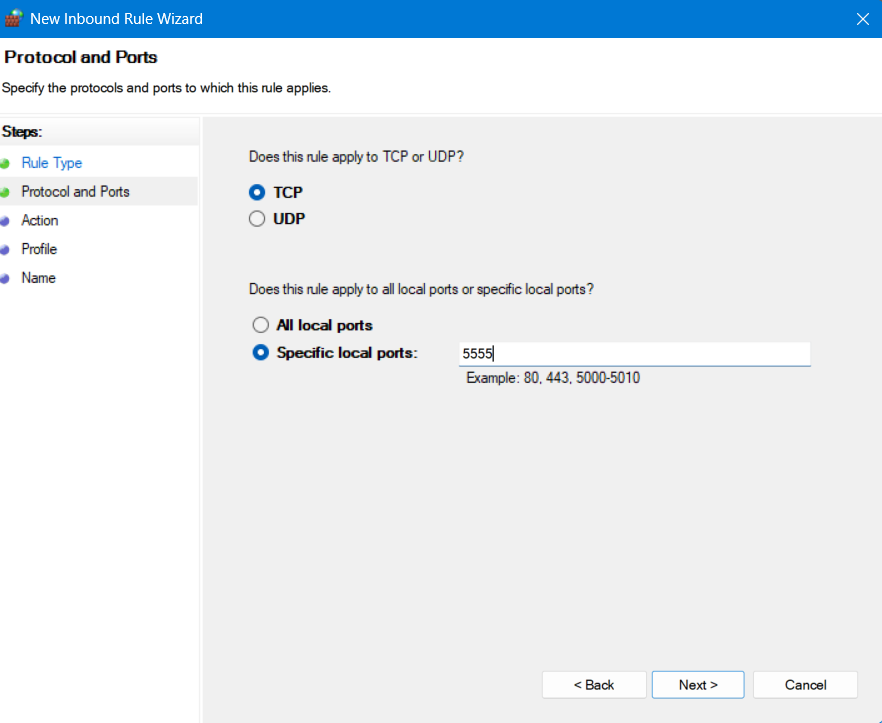 New Inbound Rule Wizard
Protocol and Ports
Specify the protocols and ports to which this rule applies.
Steps:
Rule Type
Protocol and Ports
Action
Profile
Name
Does this rule apply to TCP or UDP?
TCP
UDP
Does this rule apply to all local ports or specific local ports?
All local ports
Specific local ports: 5555
Example: 80, 443, 5000-5010
< Back Next > Cancel